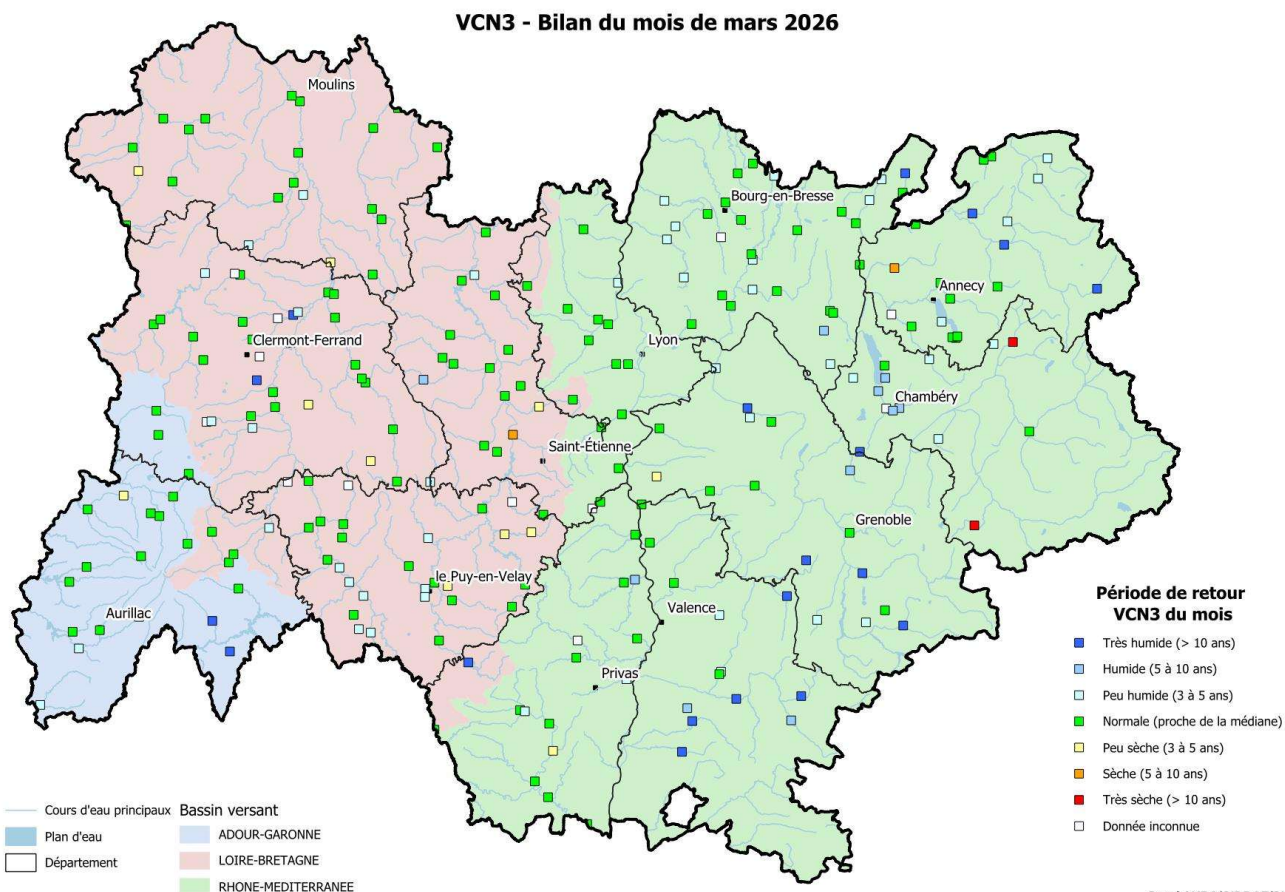 VCN3 - Bilan du mois de mars 2026
Moulins
Bourg-en-Bresse
Annecy
Clermont-Ferrand
Lyon
Chambéry
Saint-Étienne
Grenoble
le Puy-en-Velay
Aurillac
Valence
Privas
Période de retour
VCN3 du mois
Très humide (> 10 ans)
Humide (5 à 10 ans)
Peu humide (3 à 5 ans)
Normale (proche de la médiane)
Peu sèche (3 à 5 ans)
Sèche (5 à 10 ans)
Très sèche (> 10 ans)
Donnée inconnue
Cours d'eau principaux
Plan d'eau
Département
Bassin versant
ADOUR-GARONNE
LOIRE-BRETAGNE
RHONE-MEDITERRANEE